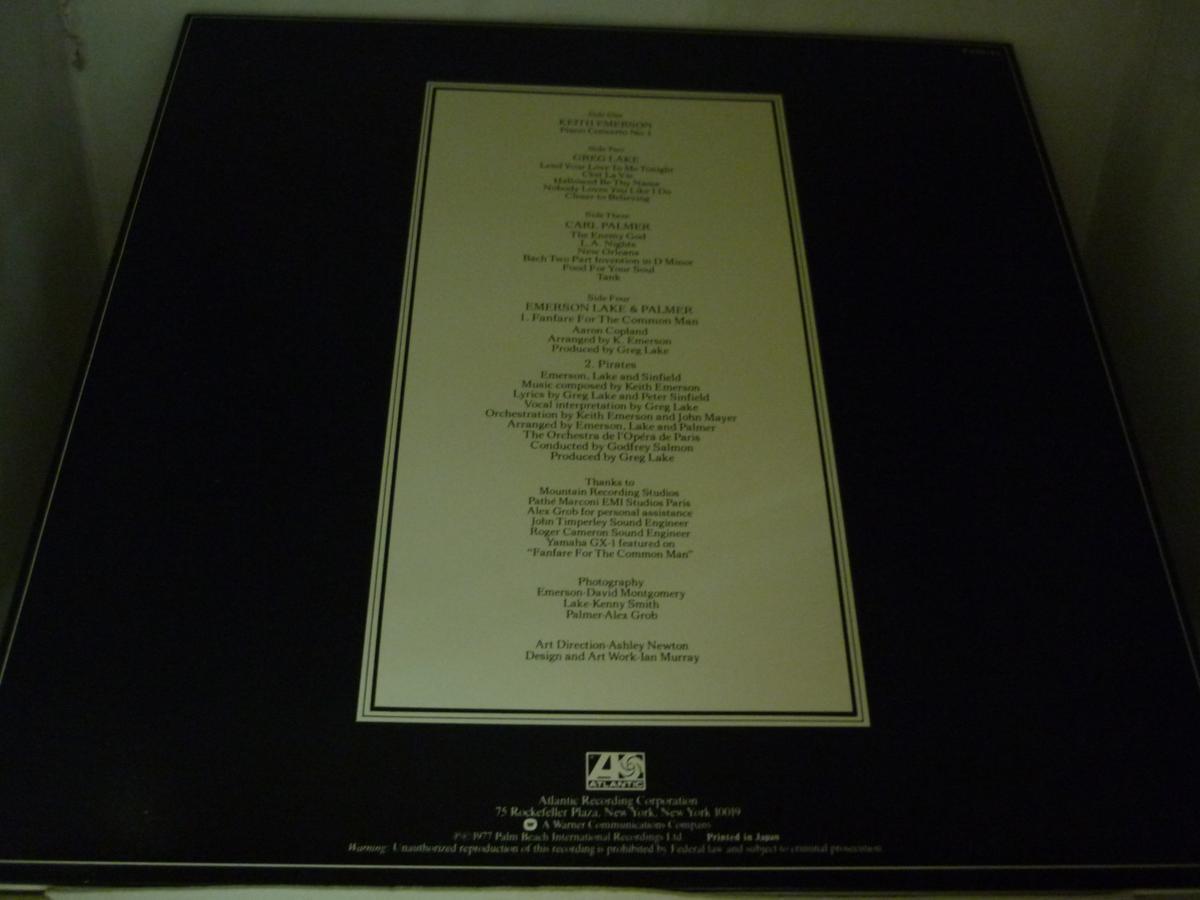 Side One
KEITH EMERSON
Piano Concerto No. 1
Side Two
GREG LAKE
Lend Your Love To Me Tonight
C'est La Vie
Hallowed Be Thy Name
Nobody Loves You Like I Do
Closer to Believing
Side Three
CARL PALMER
The Enemy God
L.A. Nights
New Orleans
Bach Two Part Invention in D Minor
Food For Your Soul
Tank
Side Four
EMERSON LAKE & PALMER
1. Fanfare For The Common Man
Aaron Copland
Arranged by K. Emerson
Produced by Greg Lake
2. Pirates
Emerson, Lake and Sinfield
Music composed by Keith Emerson
Lyrics by Greg Lake and Peter Sinfield
Vocal interpretation by Greg Lake
Orchestration by Keith Emerson and John Mayer
Arranged by Emerson, Lake and Palmer
The Orchestra de l'Opéra de Paris
Conducted by Godfrey Salmon
Produced by Greg Lake
Thanks to
Mountain Recording Studios
Pathé Marconi EMI Studios Paris
Alex Grob for personal assistance
John Timperley Sound Engineer
Roger Cameron Sound Engineer
Yamaha GX-1 featured on
"Fanfare For The Common Man"
Photography
Emerson-David Montgomery
Lake-Kenny Smith
Palmer-Alex Grob
Art Direction-Ashley Newton
Design and Art Work-Ian Murray
ATLANTIC
Atlantic Recording Corporation
75 Rockefeller Plaza, New York, New York 10019
A Warner Communications Company
℗© 1977 Palm Beach International Recordings Ltd. Printed in Japan
Warning: Unauthorized reproduction of this recording is prohibited by Federal law and subject to criminal prosecution.